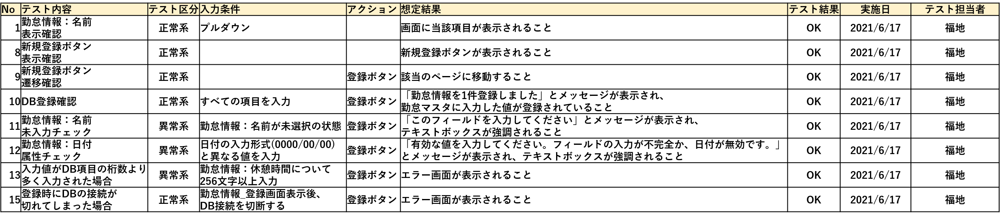 No テスト内容 テスト区分 入力条件 アクション 想定結果 テスト結果 実施日 テスト担当者
1 勤怠情報：名前
表示確認 正常系 プルダウン 画面に当該項目が表示されること OK 2021/6/17 福地
8 新規登録ボタン
表示確認 正常系 新規登録ボタンが表示されること OK 2021/6/17 福地
9 新規登録ボタン
遷移確認 正常系 登録ボタン 該当のページに移動すること OK 2021/6/17 福地
10 DB登録確認 正常系 すべての項目を入力 登録ボタン 「勤怠情報を1件登録しました」とメッセージが表示され、
勤怠マスタに入力した値が登録されていること OK 2021/6/17 福地
11 勤怠情報：名前
未入力チェック 異常系 勤怠情報：名前が未選択の状態 登録ボタン 「このフィールドを入力してください」とメッセージが表示され、
テキストボックスが強調されること OK 2021/6/17 福地
12 勤怠情報：日付
属性チェック 異常系 日付の入力形式(0000/00/00)
と異なる値を入力 登録ボタン 「有効な値を入力してください。フィールドの入力が不完全か、日付が無効です。」
とメッセージが表示され、テキストボックスが強調されること OK 2021/6/17 福地
13 入力値がDB項目の桁数より
多く入力された場合 異常系 勤怠情報：休憩時間について
256文字以上入力 登録ボタン エラー画面が表示されること OK 2021/6/17 福地
15 登録時にDBの接続が
切れてしまった場合 正常系 勤怠情報_登録画面表示後、
DB接続を切断する 登録ボタン エラー画面が表示されること OK 2021/6/17 福地